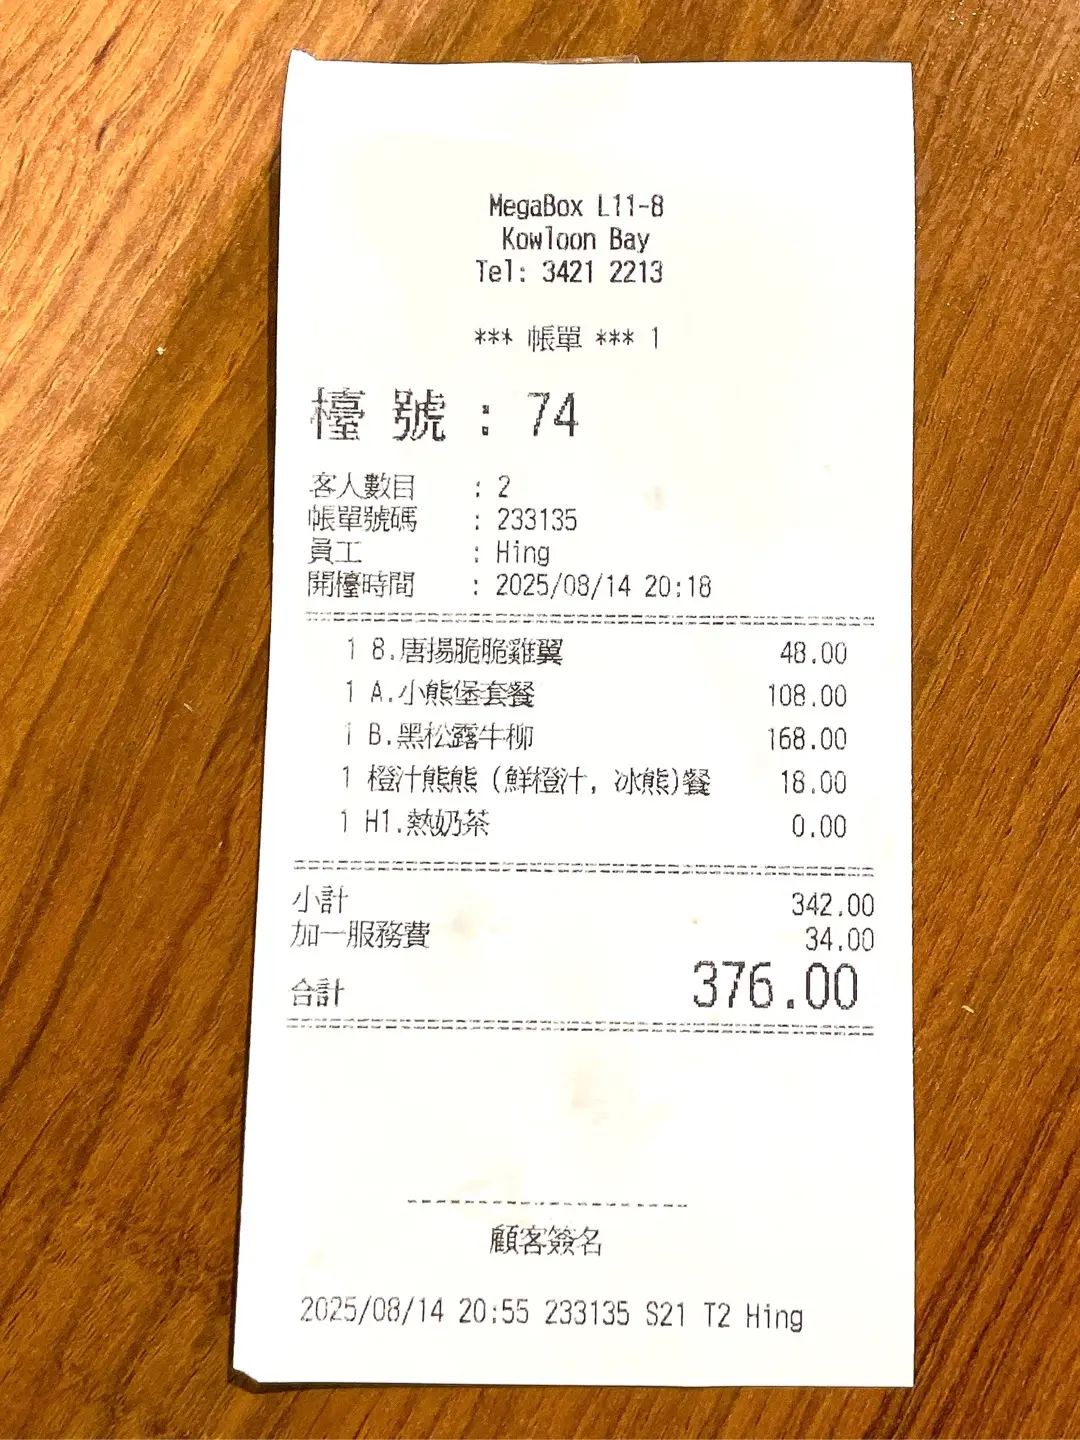 MegaBox L11-8
Kowloon Bay
Tel: 3421 2213
*** 帳單 *** 1
檯號 : 74
客人數目 : 2
帳單號碼 : 233135
員工 : Hing
開檯時間 : 2025/08/14 20:18
1 8.唐揚脆脆雞翼 48.00
1 A.小熊堡套餐 108.00
1 B.黑松露牛柳 168.00
1 橙汁熊熊(鮮橙汁, 冰熊)餐 18.00
1 H1.熱奶茶 0.00
小計 342.00
加一服務費 34.00
合計 376.00
顧客簽名
2025/08/14 20:55 233135 S21 T2 Hing